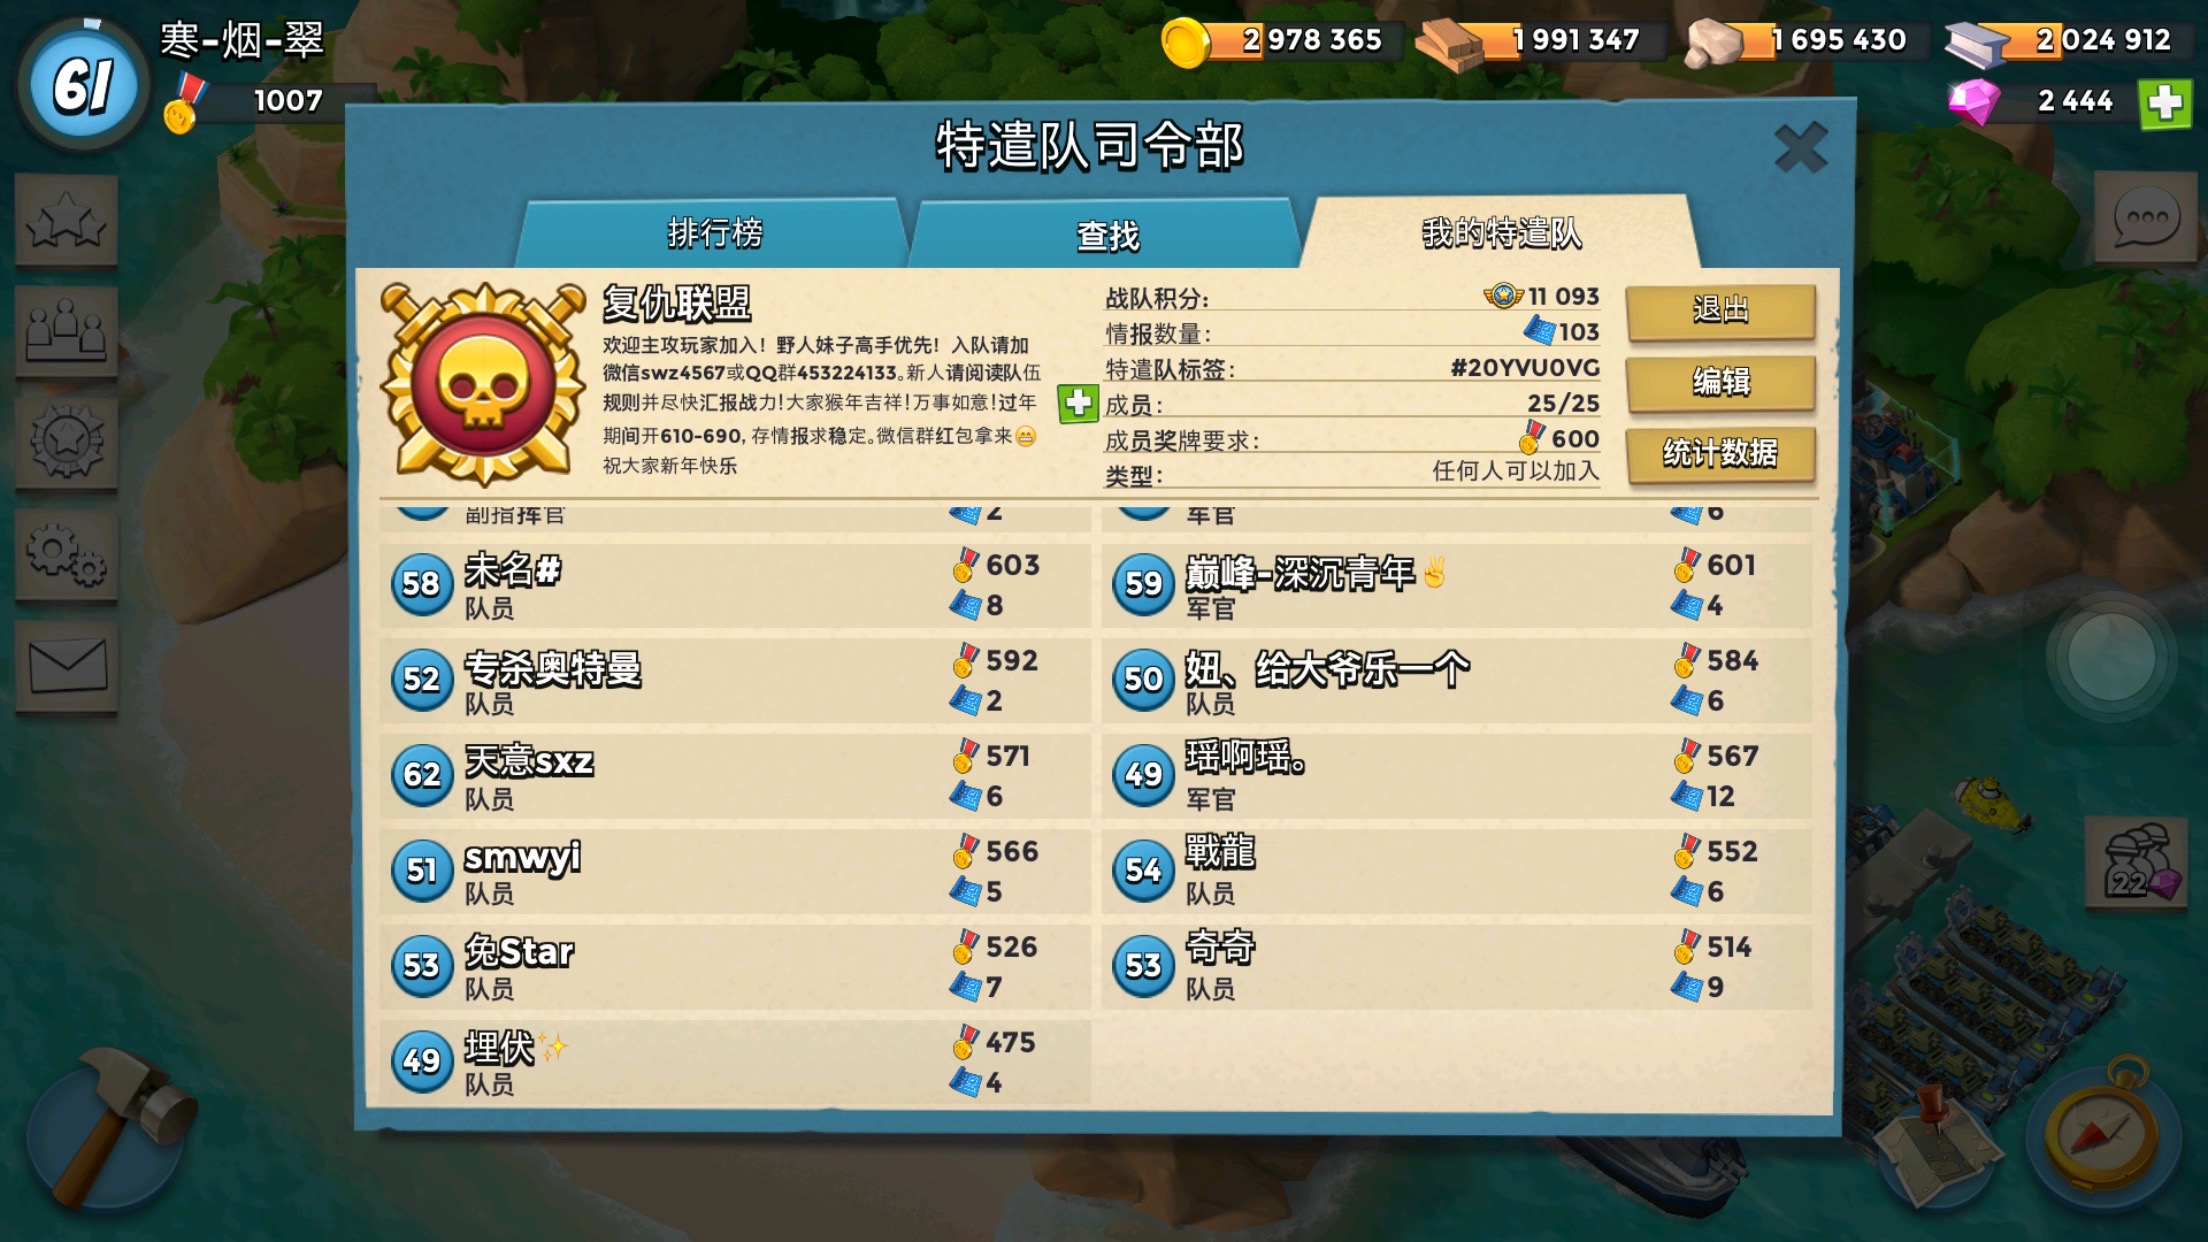 61
寒-烟-翠
1007
2 978 365
1 991 347
1 695 430
2 024 912
2 444
特遣队司令部
排行榜
查找
我的特遣队
复仇联盟
欢迎主攻玩家加入！野人妹子高手优先！入队请加
微信swz4567或QQ群453224133。新人请阅读队伍
规则并尽快汇报战力!大家猴年吉祥!万事如意!过年
期间开610-690, 存情报求稳定。微信群红包拿来😁
祝大家新年快乐
战队积分: 11 093
情报数量: 103
特遣队标签: #20YVU0VG
成员: 25/25
成员奖牌要求: 600
类型: 任何人可以加入
退出
编辑
统计数据
副指挥官 2
军官 6
58 未名# 603
队员 8
59 巅峰-深沉青年✌ 601
军官 4
52 专杀奥特曼 592
队员 2
50 妞、给大爷乐一个 584
队员 6
62 天意sxz 571
队员 6
49 瑶啊瑶。 567
军官 12
51 smwyi 566
队员 5
54 戰龍 552
队员 6
53 兔Star 526
队员 7
53 奇奇 514
队员 9
49 埋伏✨ 475
队员 4
22